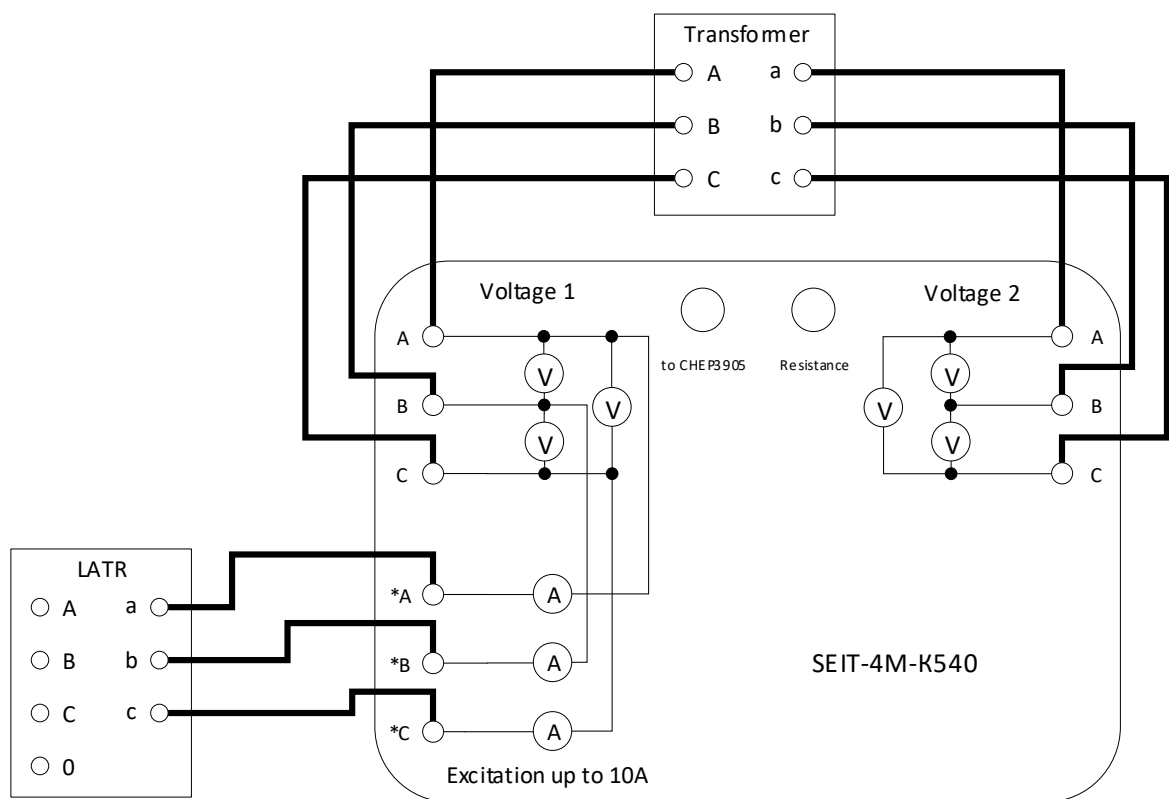 Transformer
A a
B b
C c
Voltage 1
Voltage 2
to CHEP3905
Resistance
A
V
V
A
B
V
V
B
C
V
V
C
LATR
A a
B b
C c
0
*A
A
*B
A
*C
A
SEIT-4M-K540
Excitation up to 10A